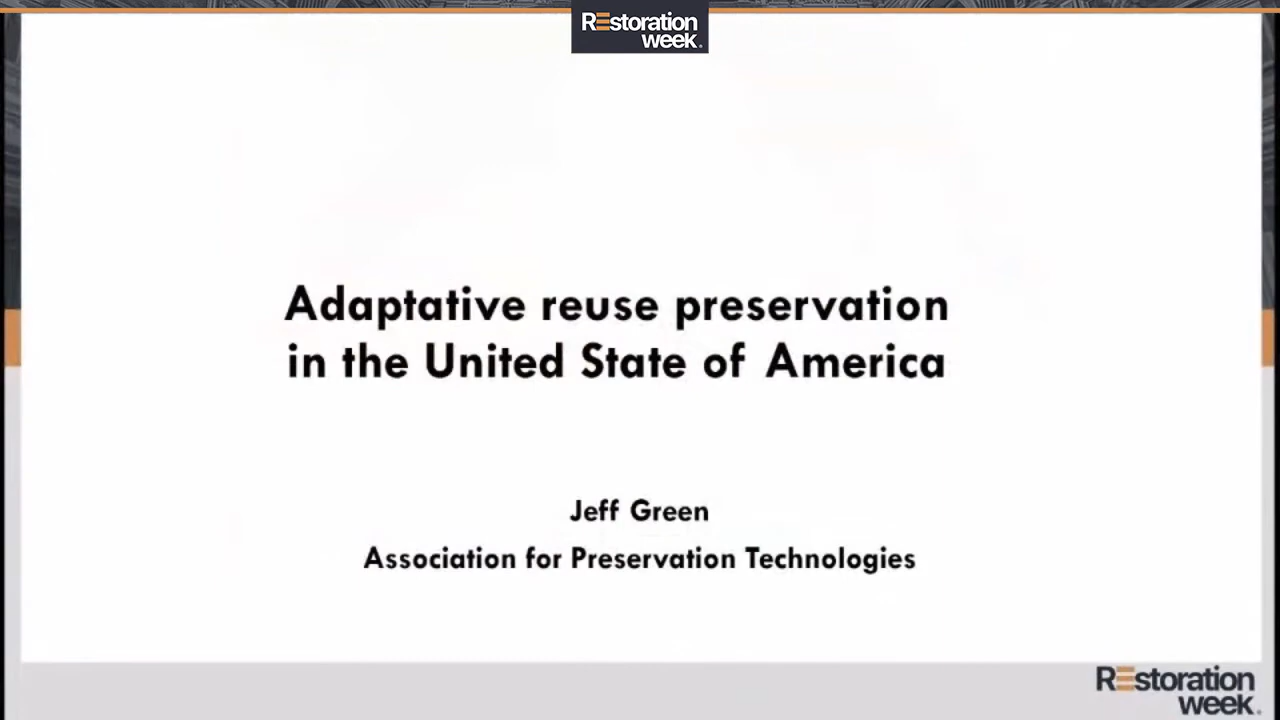 REstoration
week.
Adaptative reuse preservation
in the United State of America
Jeff Green
Association for Preservation Technologies
REstoration
week.